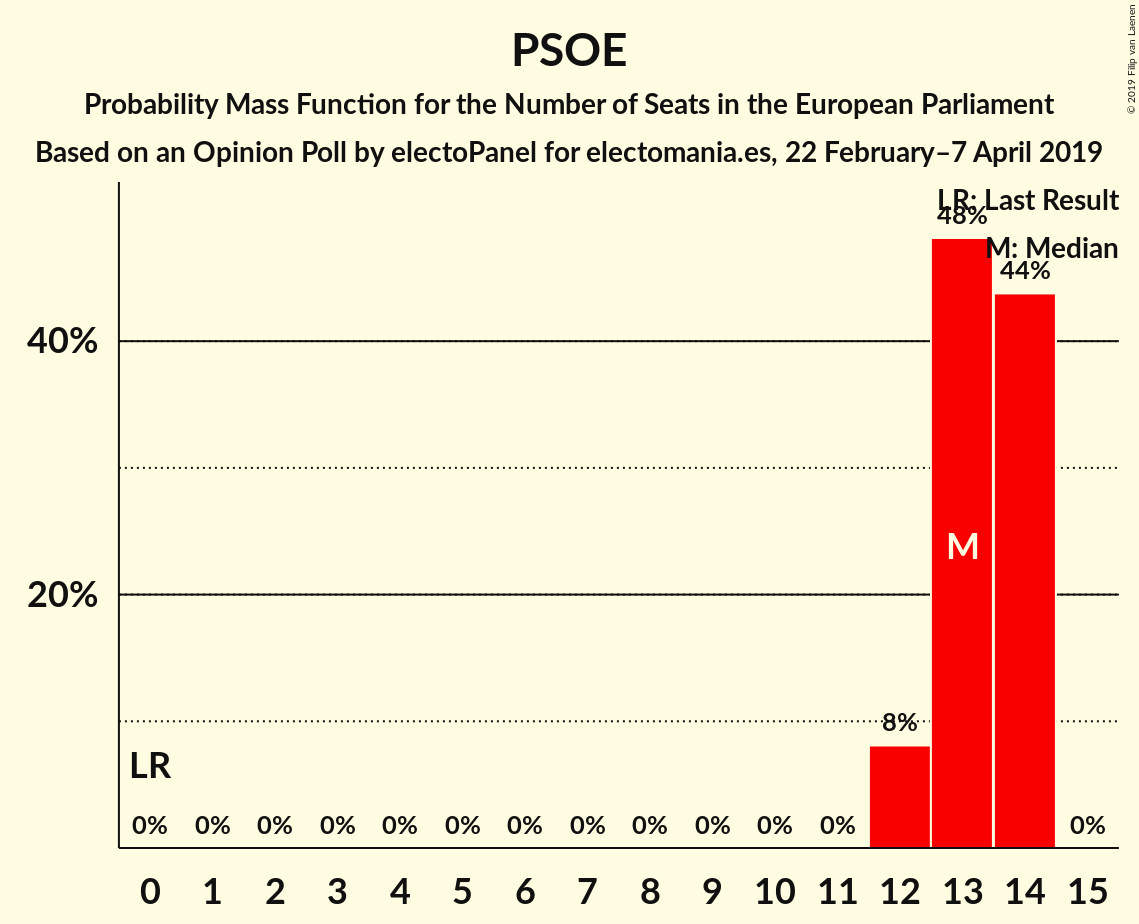 PSOE
Probability Mass Function for the Number of Seats in the European Parliament
Based on an Opinion Poll by electoPanel for electomania.es, 22 February–7 April 2019
© 2019 Filip van Laenen
LR: Last Result
M: Median
48%
44%
40%
M
20%
8%
LR
0% 0% 0% 0% 0% 0% 0% 0% 0% 0% 0% 0% 0%
0 1 2 3 4 5 6 7 8 9 10 11 12 13 14 15